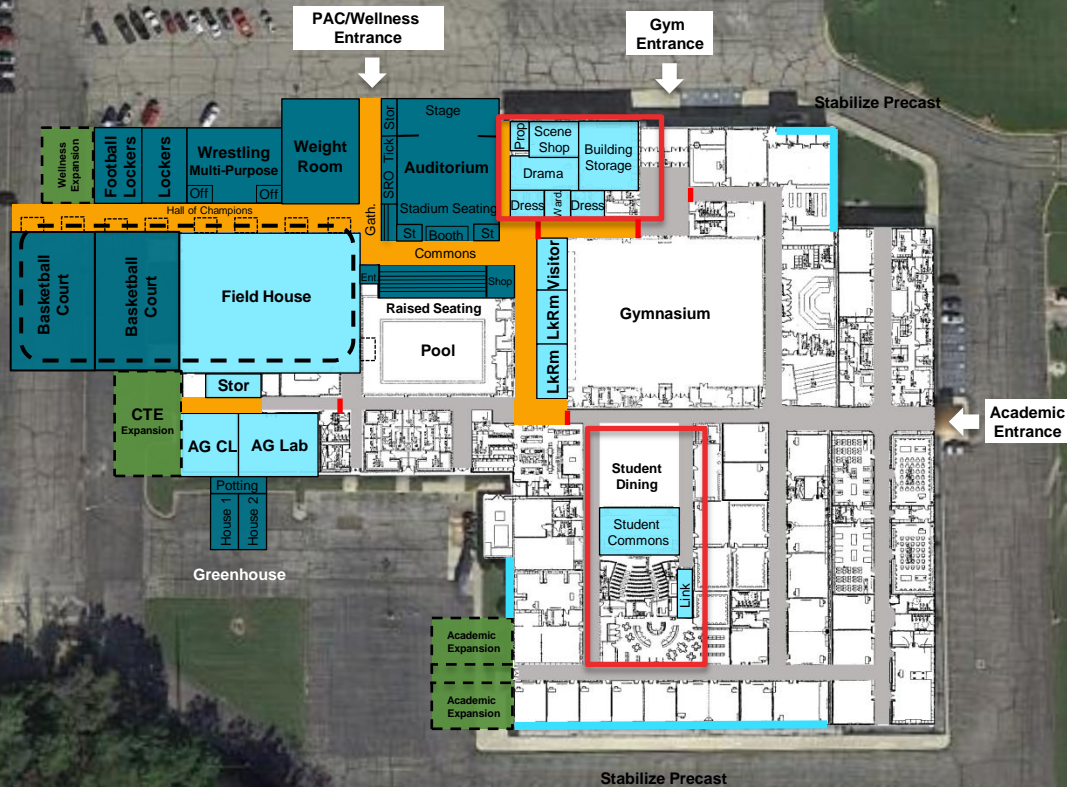 PAC/Wellness
Entrance
Gym
Entrance
Stabilize Precast
Wellness
Expansion
Football
Lockers
Lockers
Wrestling
Multi-Purpose
Off
Off
Weight
Room
Stor
Tick
SRO
Gath.
Stage
Auditorium
Stadium Seating
St
Booth
St
Prop
Scene
Shop
Building
Storage
Drama
Dress
Ward.
Dress
Hall of Champions
Commons
Basketball
Court
Basketball
Court
Field House
Ent
Shop
Raised Seating
Pool
Visitor
LkRm
LkRm
Gymnasium
Stor
CTE
Expansion
AG CL
AG Lab
Academic
Entrance
Potting
House 1
House 2
Greenhouse
Student
Dining
Student
Commons
Link
Academic
Expansion
Academic
Expansion
Stabilize Precast